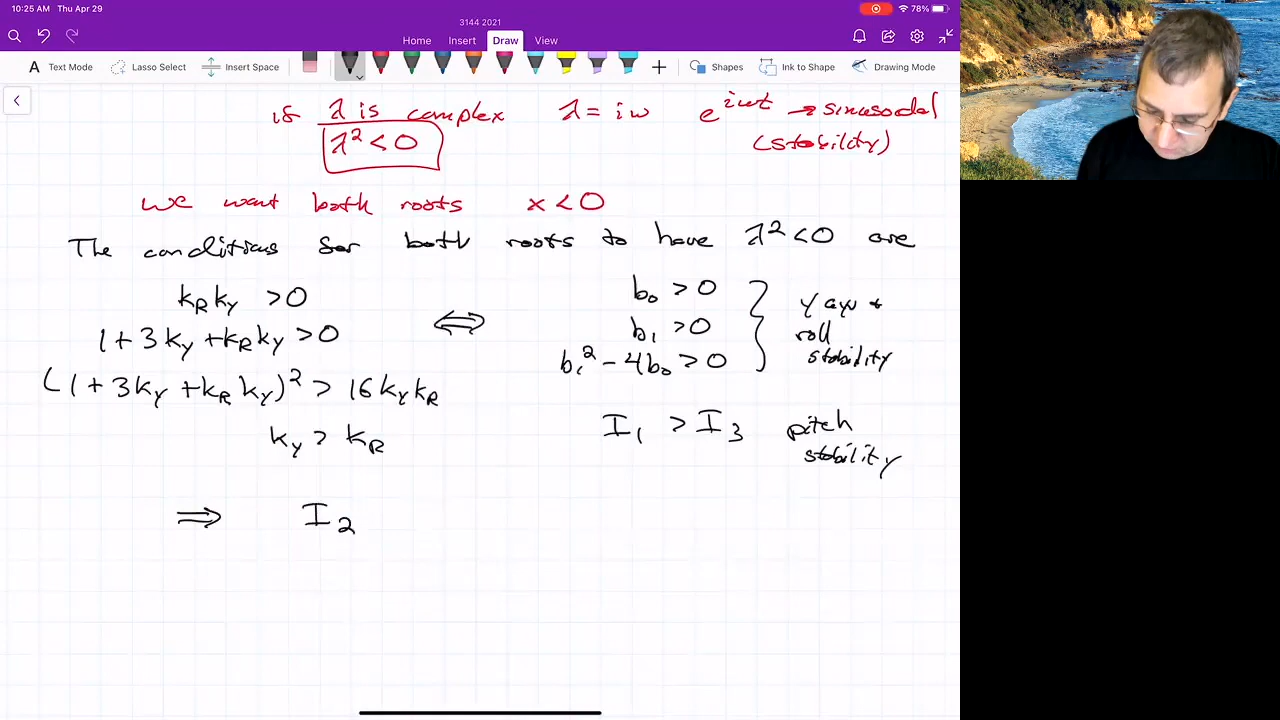 10:25 AM Thu Apr 29
78%
3144 2021
Home Insert Draw View
Text Mode Lasso Select Insert Space Shapes Ink to Shape Drawing Mode
if λ is complex λ = iω e^{iωt} → sinusodal
λ² < 0 (stability)
we want both roots x < 0
The conditions for both roots to have λ² < 0 are
k_R k_Y > 0 ⇔ b₀ > 0 yaw +
1 + 3k_Y + k_R k_Y > 0 b₁ > 0 roll
(1 + 3k_Y + k_R k_Y)² > 16 k_Y k_R b₁² - 4b₀ > 0 stability
k_Y > k_R I₁ > I₃ pitch
stability
⇒ I₂